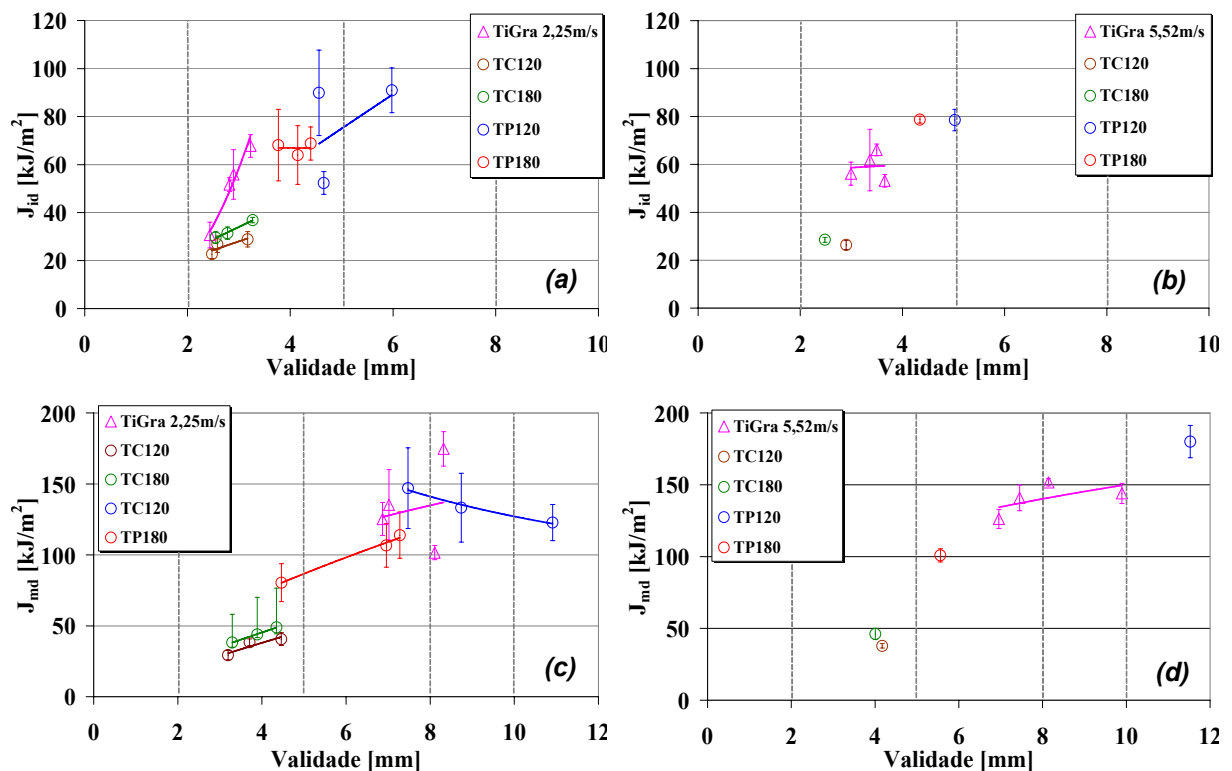 120
100
80
60
40
20
0
J_id [kJ/m²]
0 2 4 6 8 10
Validade [mm]
TiGra 2,25m/s
TC120
TC180
TP120
TP180
(a)
120
100
80
60
40
20
0
J_id [kJ/m²]
0 2 4 6 8 10
Validade [mm]
TiGra 5,52m/s
TC120
TC180
TP120
TP180
(b)
200
150
100
50
0
J_md [kJ/m²]
0 2 4 6 8 10 12
Validade [mm]
TiGra 2,25m/s
TC120
TC180
TC120
TP180
(c)
200
150
100
50
0
J_md [kJ/m²]
0 2 4 6 8 10 12
Validade [mm]
TiGra 5,52m/s
TC120
TC180
TP120
TP180
(d)